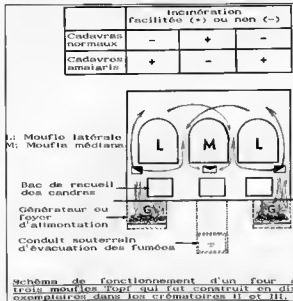 Incinération
facilitée (+) ou non (-)
Cadavres
normaux - + -
Cadavres
amaigris + - +
L: Moufle latérale
M: Moufle médiane
L M L
Bac de recueil
des cendres
Générateur ou
foyer
d'alimentation
G G
Conduit souterrain
d'évacuation des fumées
Schéma de fonctionnement d'un four
trois moufles Topf qui fut construit en di
exemplaires dans les crématoires II et III.